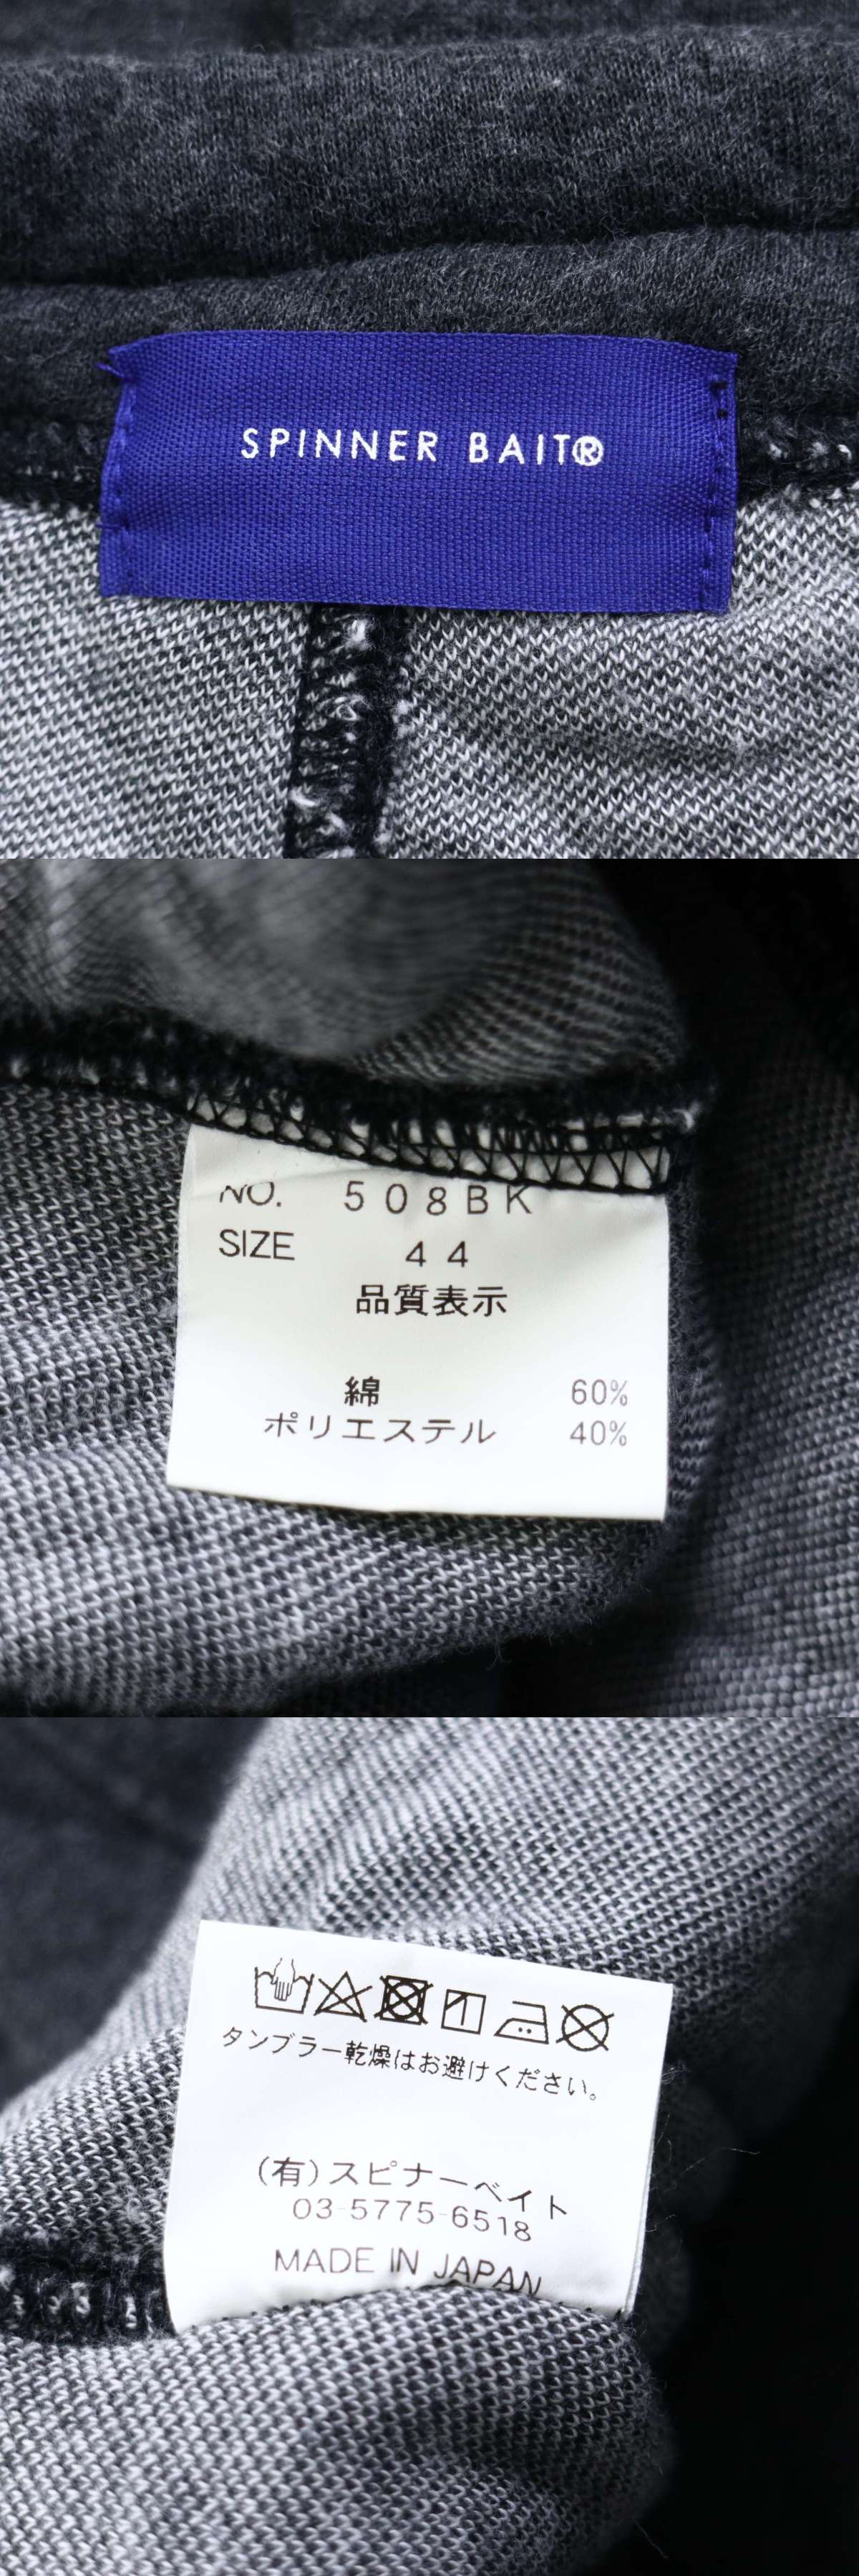 SPINNER BAIT®
NO. 508BK
SIZE 44
品質表示
綿 60%
ポリエステル 40%
タンブラー乾燥はお避けください。
(有)スピナーベイト
03-5775-6518
MADE IN JAPAN